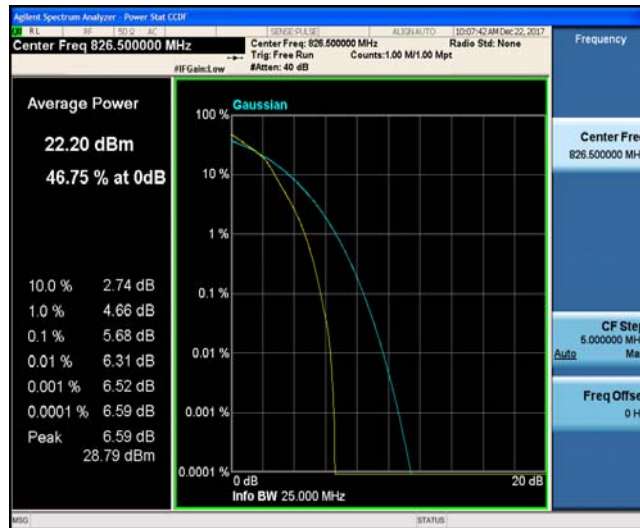 Agilent Spectrum Analyzer - Power Stat CCDF
RL RF 50 Ω AC SENSE:PULSE ALIGN AUTO 10:07:42 AM Dec 22, 2017
Center Freq 826.500000 MHz
Center Freq: 826.500000 MHz Radio Std: None
Trig: Free Run Counts:1.00 M/1.00 Mpt
#IFGain:Low #Atten: 40 dB
Frequency
Average Power
22.20 dBm
46.75 % at 0dB
10.0 % 2.74 dB
1.0 % 4.66 dB
0.1 % 5.68 dB
0.01 % 6.31 dB
0.001 % 6.52 dB
0.0001 % 6.59 dB
Peak 6.59 dB
28.79 dBm
Gaussian
100 %
10 %
1 %
0.1 %
0.01 %
0.001 %
0.0001 %
0 dB 20 dB
Info BW 25.000 MHz
Center Fre
826.500000 MH
CF Ste
5.000000 MH
Auto Ma
Freq Offse
0 H
MSG STATUS